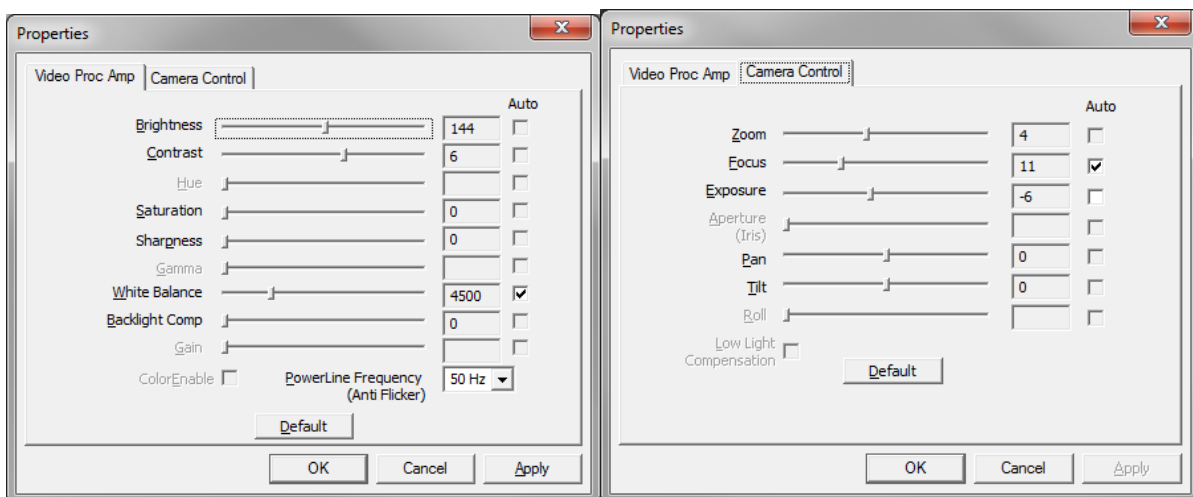 Properties
Video Proc Amp Camera Control
Auto
Brightness 144
Contrast 6
Hue
Saturation 0
Sharpness 0
Gamma
White Balance 4500
Backlight Comp 0
Gain
ColorEnable PowerLine Frequency 50 Hz
(Anti Flicker)
Default
OK Cancel Apply
Properties
Video Proc Amp Camera Control
Auto
Zoom 4
Focus 11
Exposure -6
Aperture
(Iris)
Pan 0
Tilt 0
Roll
Low Light
Compensation
Default
OK Cancel Apply